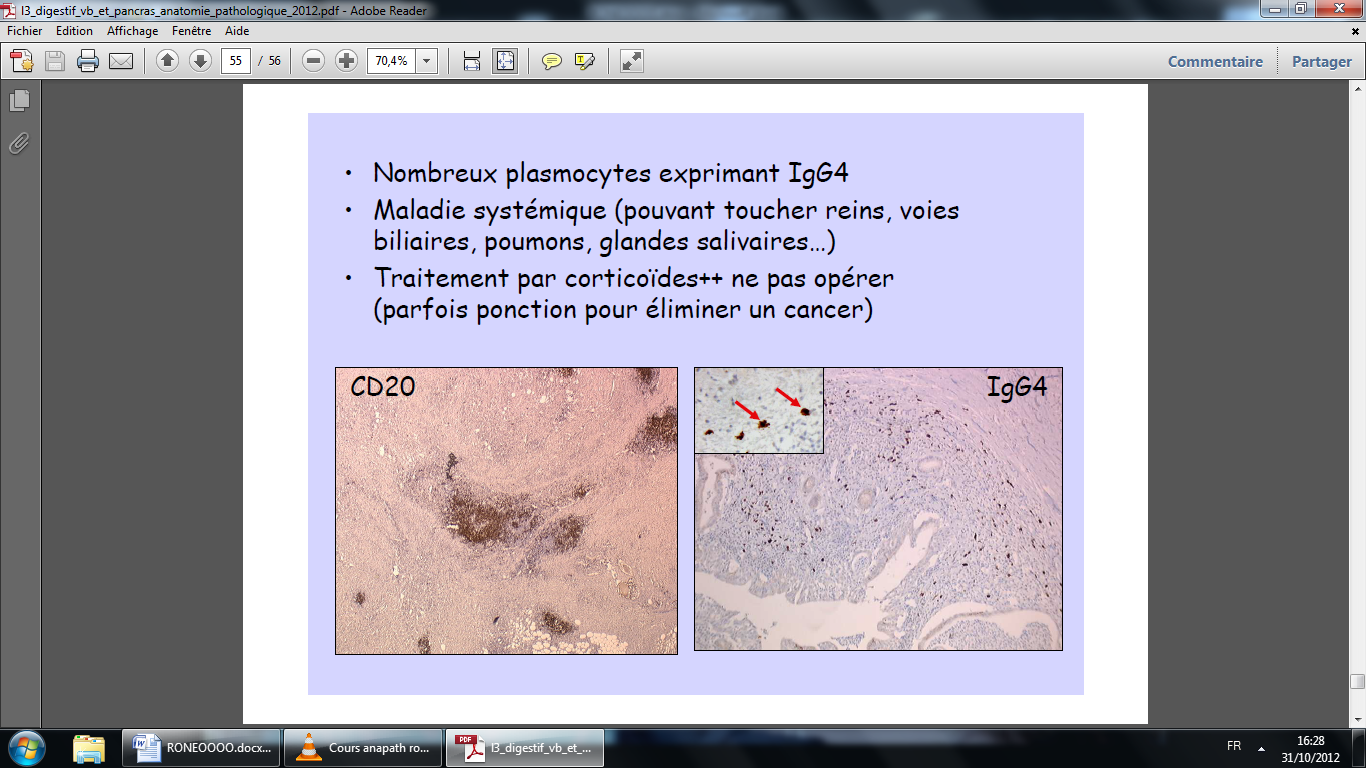 l3_digestif_vb_et_pancras_anatomie_pathologique_2012.pdf - Adobe Reader
Fichier Edition Affichage Fenêtre Aide
55 / 56 70,4% Commentaire Partager
• Nombreux plasmocytes exprimant IgG4
• Maladie systémique (pouvant toucher reins, voies
biliaires, poumons, glandes salivaires…)
• Traitement par corticoïdes++ ne pas opérer
(parfois ponction pour éliminer un cancer)
CD20
IgG4
RONEOOOO.docx... Cours anapath ro... l3_digestif_vb_et_... FR 16:28
31/10/2012